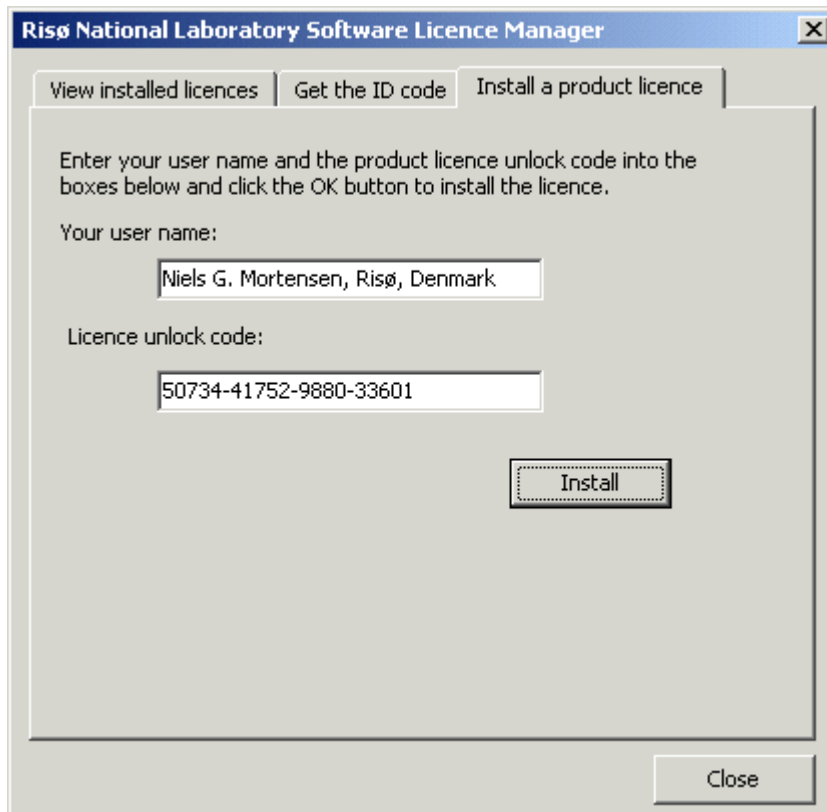 Risø National Laboratory Software Licence Manager
View installed licences
Get the ID code
Install a product licence
Enter your user name and the product licence unlock code into the
boxes below and click the OK button to install the licence.
Your user name:
Niels G. Mortensen, Risø, Denmark
Licence unlock code:
50734-41752-9880-33601
Install
Close